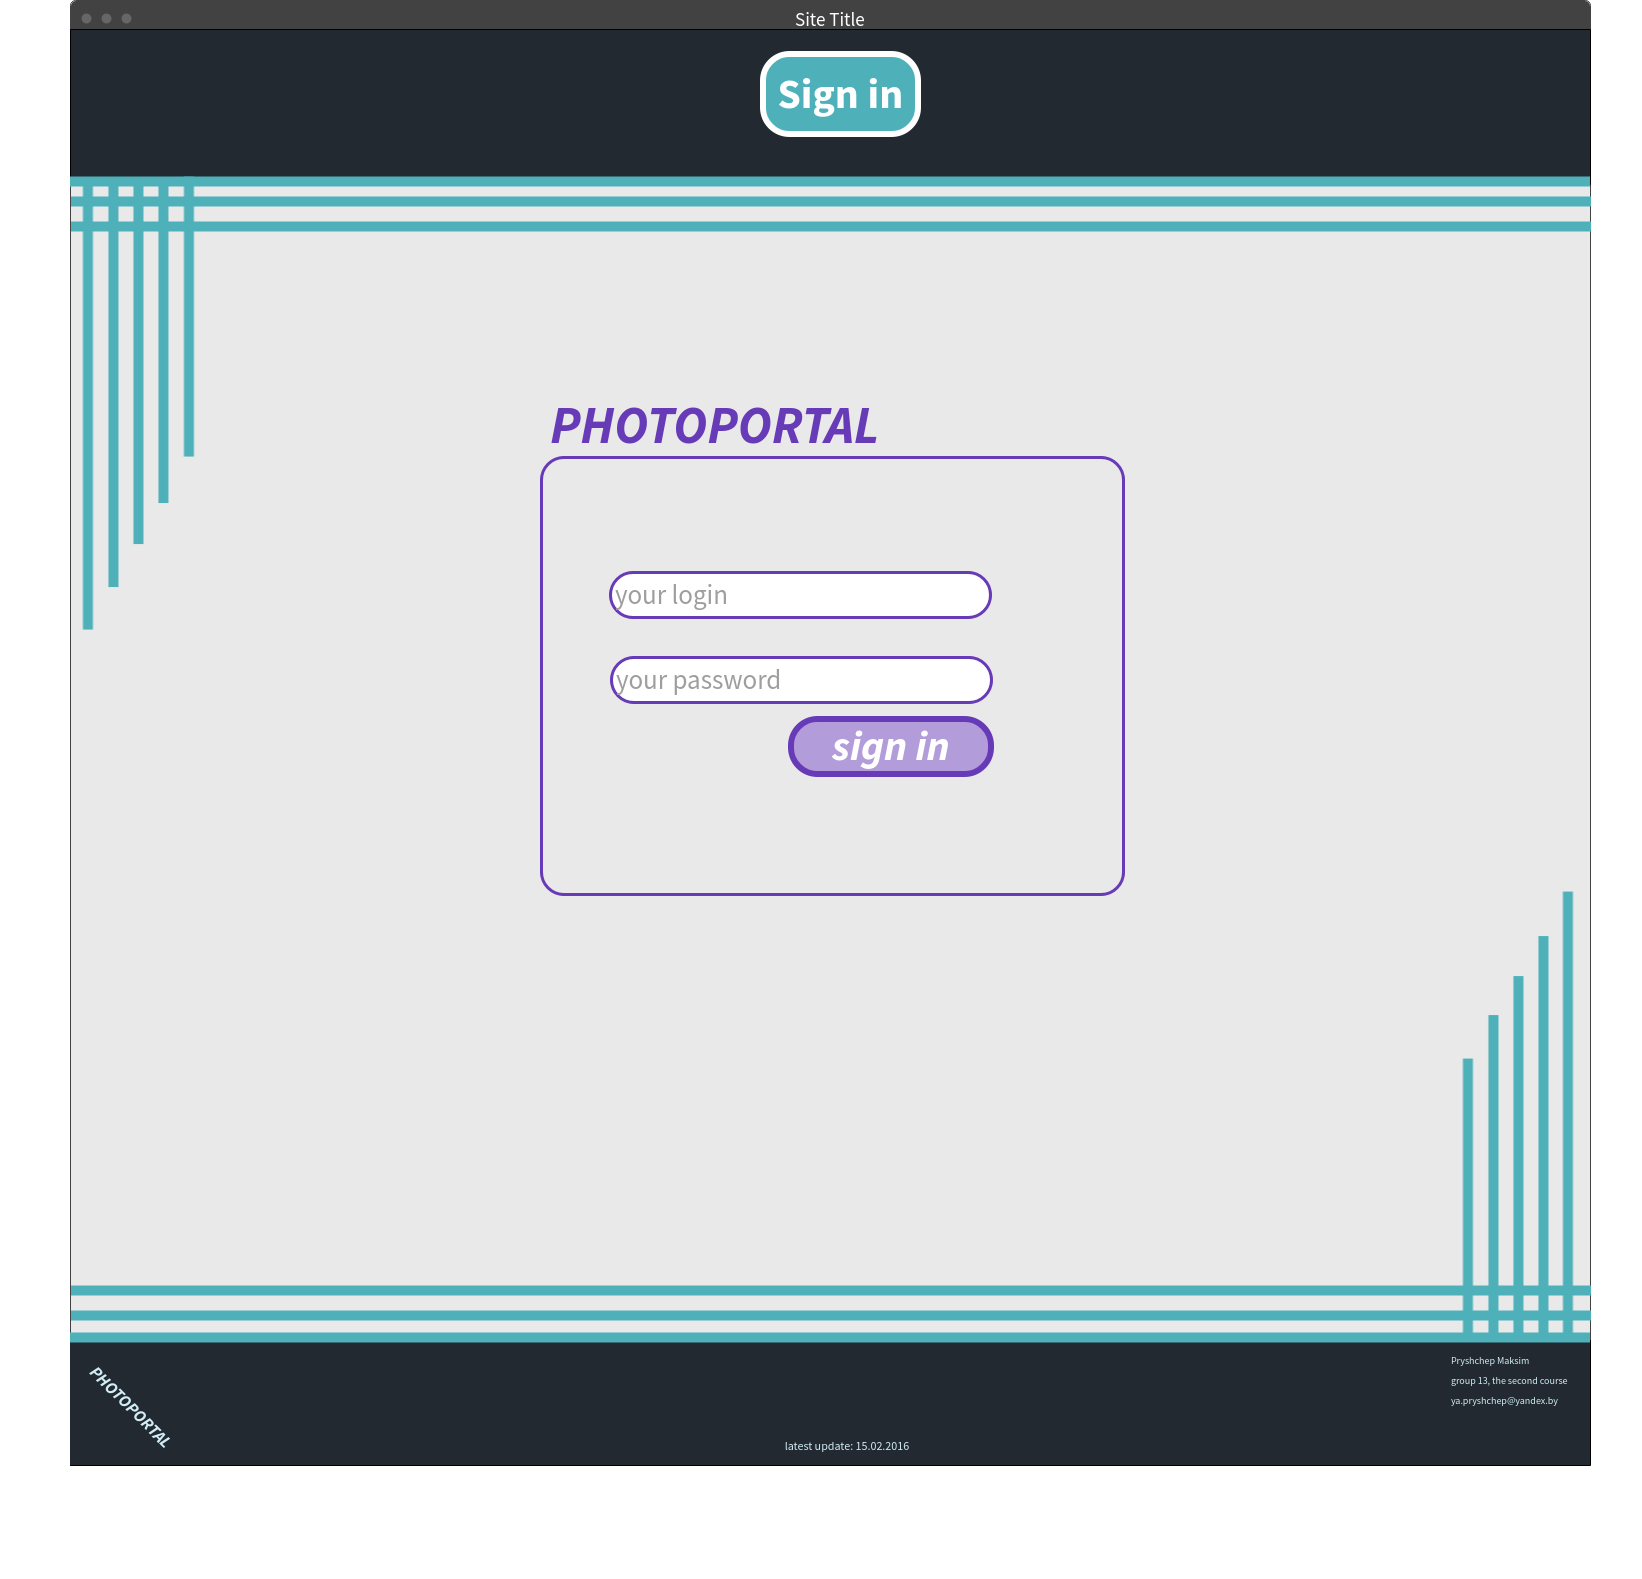 Site Title
Sign in
PHOTOPORTAL
your login
your password
sign in
PHOTOPORTAL
Pryshchep Maksim
group 13, the second course
ya.pryshchep@yandex.by
latest update: 15.02.2016